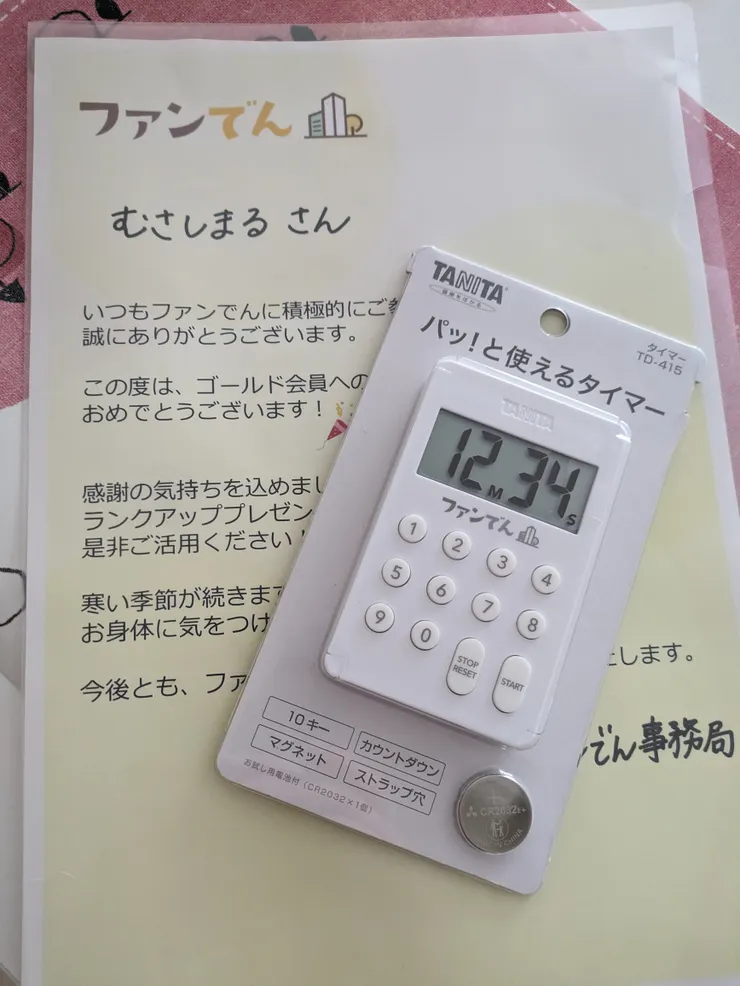 ファンでん
むさしまる さん
いつもファンでんに積極的にご
誠にありがとうございます。
この度は、ゴールド会員への
おめでとうございます!
感謝の気持ちを込めまし
ランクアッププレゼン
是非ご活用ください!
寒い季節が続きます
お身体に気をつけ
たします。
今後とも、ファ
んでん事務局
TANITA
健康をはかる
タイマー
TD-415
パッ!と使えるタイマー
TANITA
12M34S
ファンでん
1 2 3 4
5 6 7 8
9 0 STOP RESET START
10キー
カウントダウン
マグネット
ストラップ穴
お試し用電池付(CR2032×1個)
CR2032